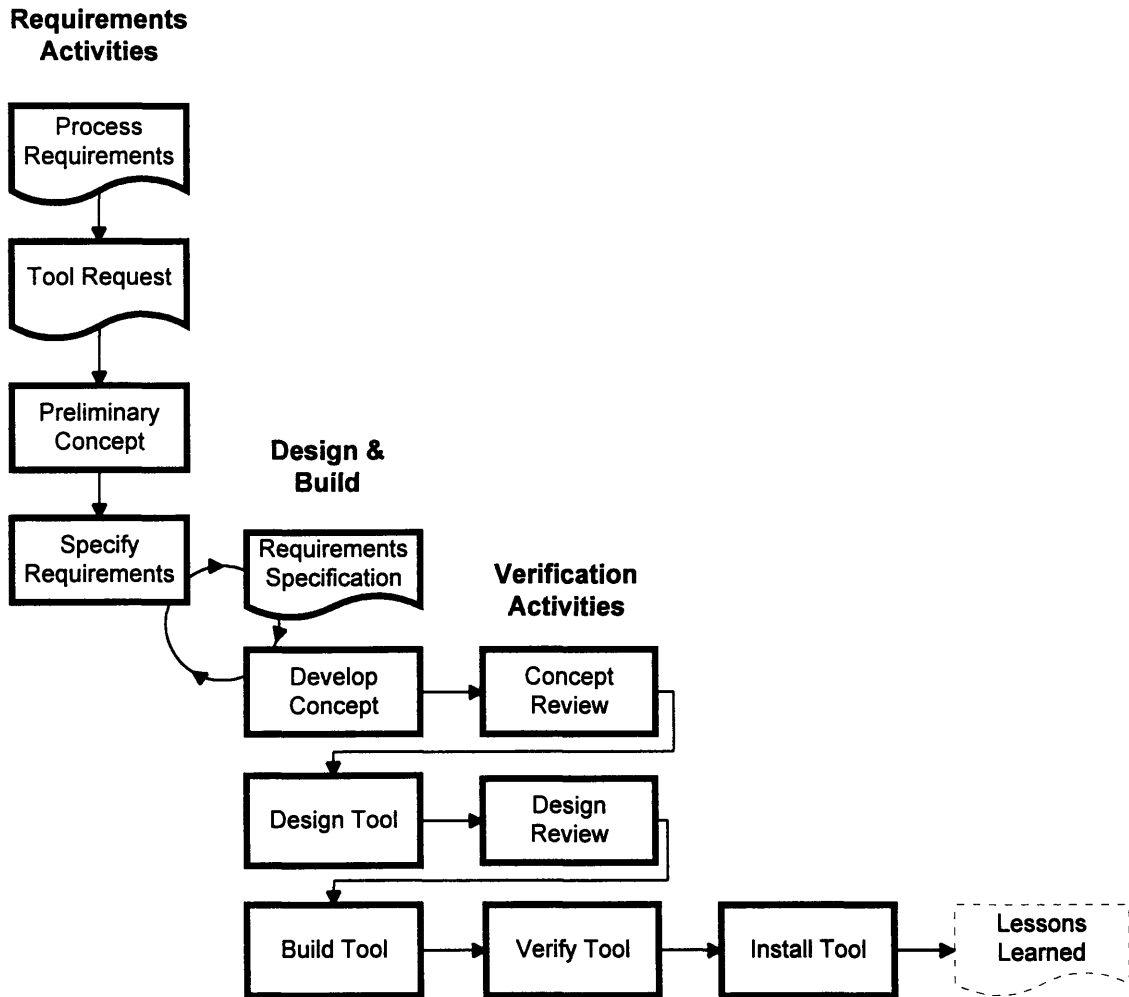 Requirements
Activities
Process
Requirements
Tool Request
Preliminary
Concept
Specify
Requirements
Design &
Build
Requirements
Specification
Develop
Concept
Verification
Activities
Concept
Review
Design Tool
Design
Review
Build Tool
Verify Tool
Install Tool
Lessons
Learned